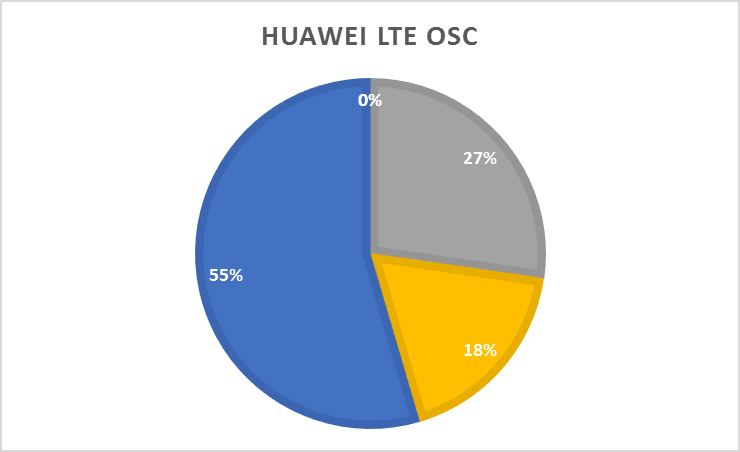 HUAWEI LTE OSC
0%
27%
55%
18%